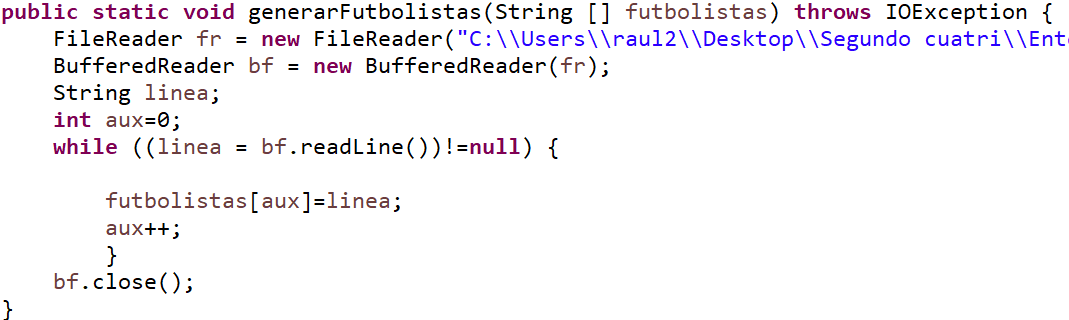 public static void generarFutbolistas(String [] futbolistas) throws IOException {
FileReader fr = new FileReader("C:\\Users\\raul2\\Desktop\\Segundo cuatri\\Ent
BufferedReader bf = new BufferedReader(fr);
String linea;
int aux=0;
while ((linea = bf.readLine())!=null) {
futbolistas[aux]=linea;
aux++;
}
bf.close();
}